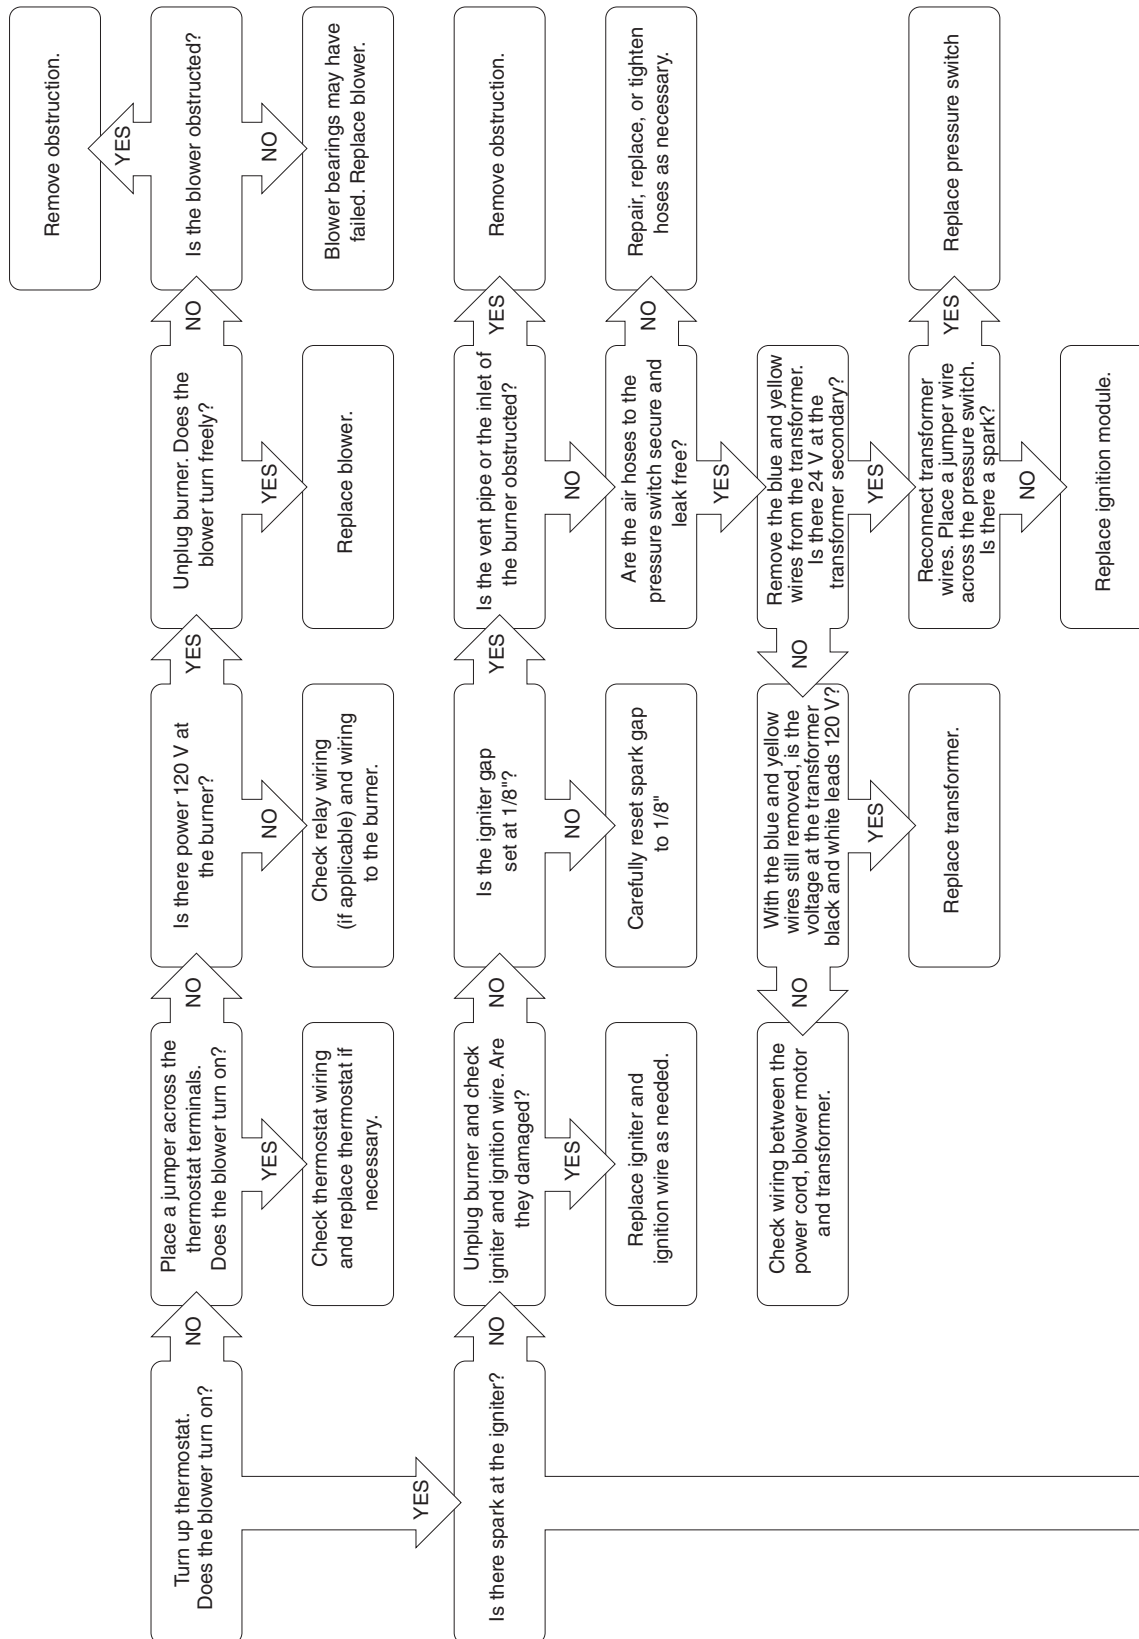 Turn up thermostat.
Does the blower turn on?
NO
Place a jumper across the
thermostat terminals.
Does the blower turn on?
NO
Is there power 120 V at
the burner?
YES
Unplug burner. Does the
blower turn freely?
NO
Is the blower obstructed?
YES
Remove obstruction.
NO
Blower bearings may have
failed. Replace blower.
YES
Replace blower.
NO
Check relay wiring
(if applicable) and wiring
to the burner.
YES
Check thermostat wiring
and replace thermostat if
necessary.
YES
Is there spark at the igniter?
NO
Unplug burner and check
igniter and ignition wire. Are
they damaged?
NO
Is the igniter gap
set at 1/8"?
YES
Is the vent pipe or the inlet of
the burner obstructed?
YES
Remove obstruction.
YES
Replace igniter and
ignition wire as needed.
NO
Carefully reset spark gap
to 1/8"
NO
Are the air hoses to the
pressure switch secure and
leak free?
NO
Repair, replace, or tighten
hoses as necessary.
YES
Remove the blue and yellow
wires from the transformer.
Is there 24 V at the
transformer secondary?
NO
With the blue and yellow
wires still removed, is the
voltage at the transformer
black and white leads 120 V?
NO
Check wiring between the
power cord, blower motor
and transformer.
YES
Replace transformer.
YES
Reconnect transformer
wires. Place a jumper wire
across the pressure switch.
Is there a spark?
YES
Replace pressure switch
NO
Replace ignition module.